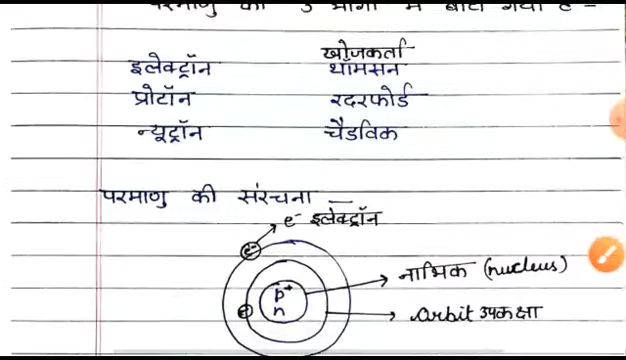 परमाणु को 3 भागों में बांटा गया है -
खोजकर्ता
इलेक्ट्रॉन थॉमसन
प्रोटॉन रदरफोर्ड
न्यूट्रॉन चैडविक
परमाणु की संरचना —
e- इलेक्ट्रॉन
e-
नाभिक (nucleus)
p+
n
e
orbit उपकक्षा